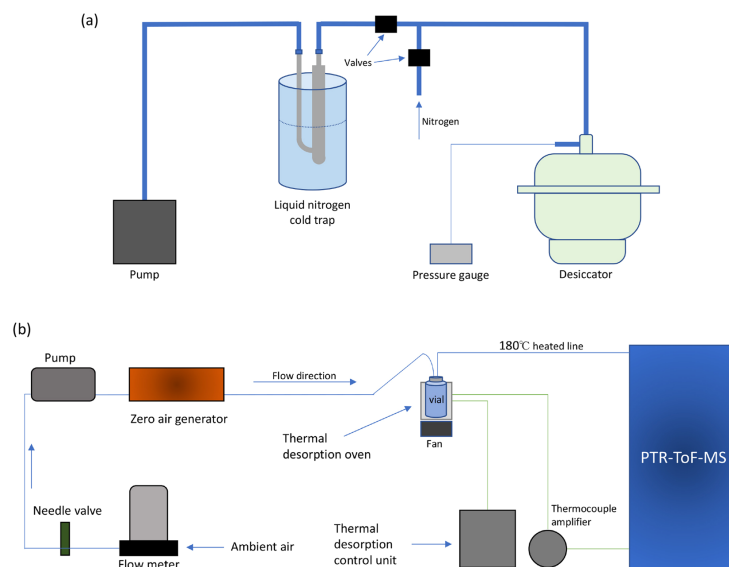 (a)
Valves
Nitrogen
Liquid nitrogen
cold trap
Pump
Pressure gauge
Desiccator
(b)
Pump
180℃ heated line
Flow direction
vial
Zero air generator
Fan
Thermal
desorption oven
PTR-ToF-MS
Needle valve
Thermocouple
amplifier
Ambient air
Thermal
desorption
control unit
Flow meter